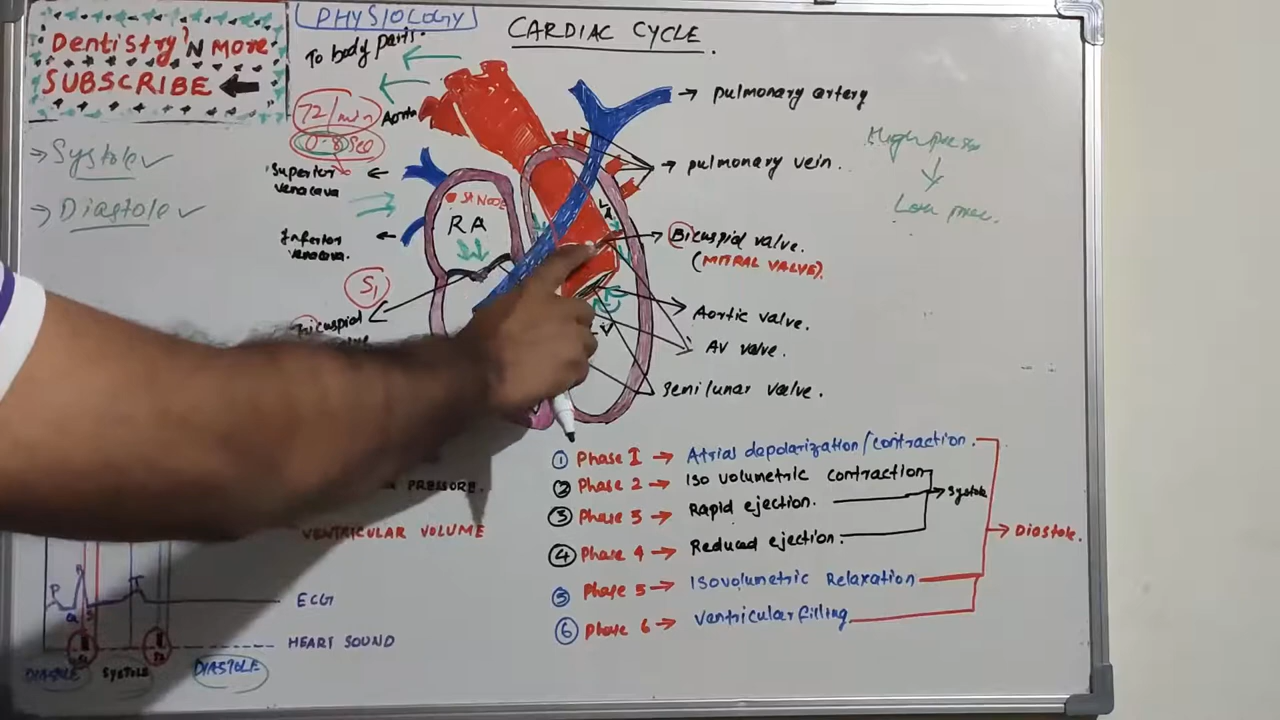 PHYSIOLOGY
CARDIAC CYCLE.
Dentistry'N More
SUBSCRIBE
To body parts.
72/min
0.8 Sec
Aorta
→ pulmonary artery
→ Systole
→ Diastole
Superior
venacava
→ pulmonary vein.
High press
Low pres.
SA NODE
RA
LA
Bicuspid valve.
(MITRAL VALVE).
Inferior
venacava.
S1
Tricuspid
Aortic valve.
V
AV valve.
semilunar valve.
① Phase I → Atrial depolarization/contraction.
② Phase 2 → Iso volumetric contraction
③ Phase 3 → Rapid ejection.
→ systole
④ Phase 4 → Reduced ejection.
→ Diastole.
⑤ Phase 5 → Isovolumetric Relaxation
⑥ Phase 6 → ventricular filling
PRESSURE.
VENTRICULAR VOLUME
P
R
T
Q
S
ECG
HEART SOUND
DIASTOLE
SYSTOLE
DIASTOLE